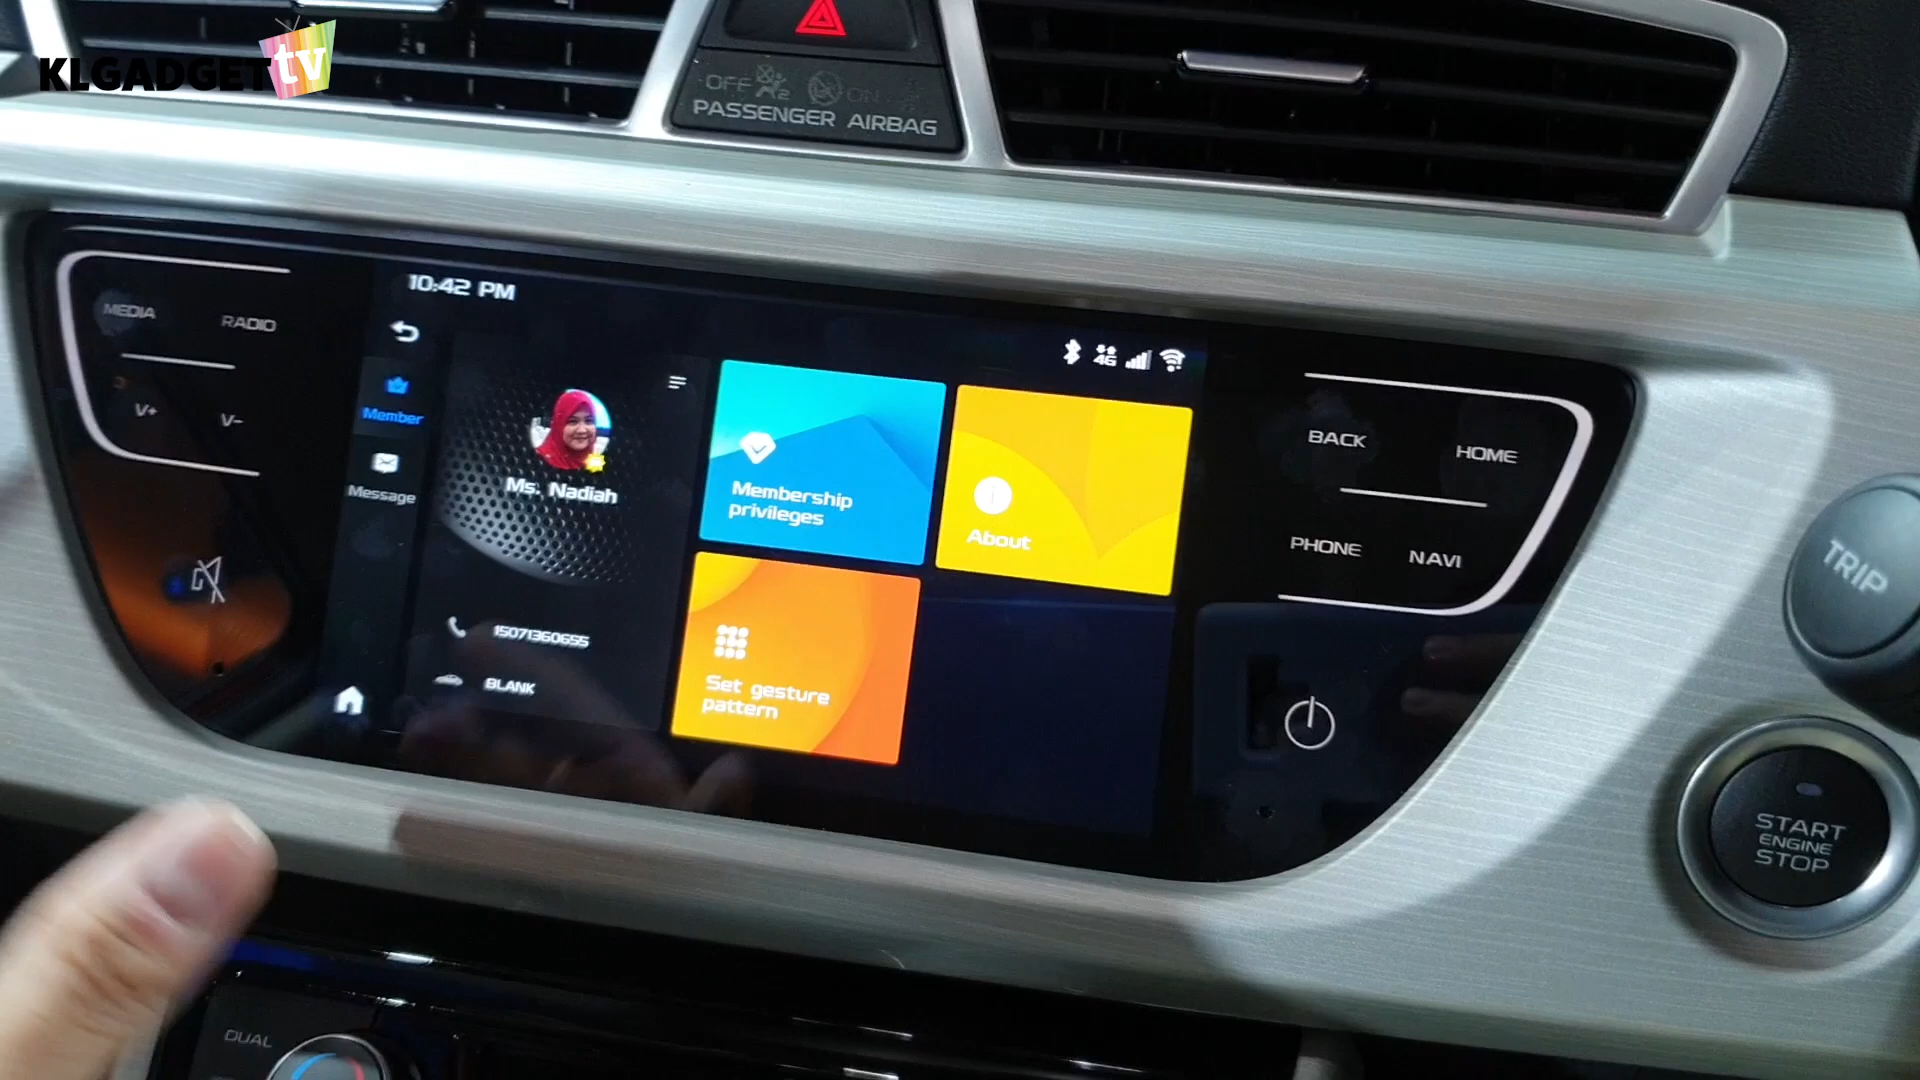 KLGADGET tv
OFF ON
PASSENGER AIRBAG
10:42 PM
MEDIA
RADIO
V+
V-
4G
Member
Message
Ms. Nadiah
15071360655
BLANK
Membership
privileges
About
Set gesture
pattern
BACK
HOME
PHONE
NAVI
TRIP
START
ENGINE
STOP
DUAL